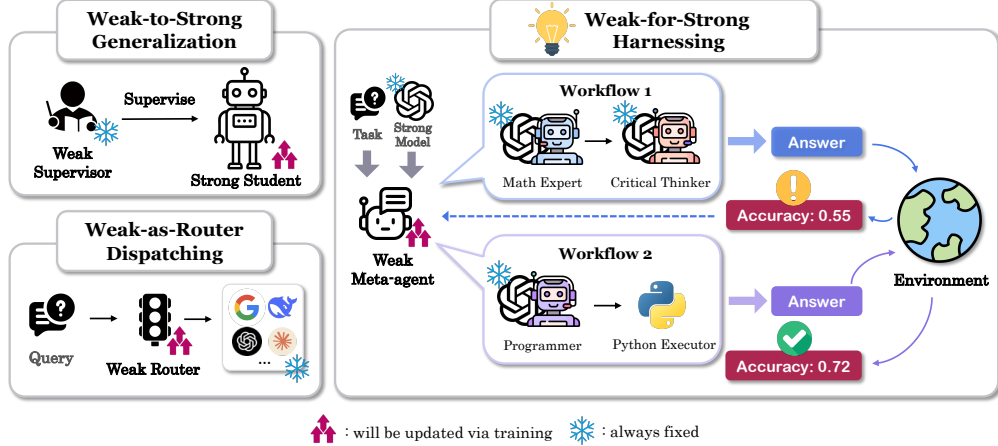 Weak-to-Strong
Generalization
Supervise
Weak
Supervisor
Strong Student
Weak-as-Router
Dispatching
Query
Weak Router
...
Weak-for-Strong
Harnessing
Task
Strong
Model
Weak
Meta-agent
Workflow 1
Math Expert
Critical Thinker
Answer
Accuracy: 0.55
Workflow 2
Programmer
Python Executor
Answer
Accuracy: 0.72
Environment
: will be updated via training
: always fixed